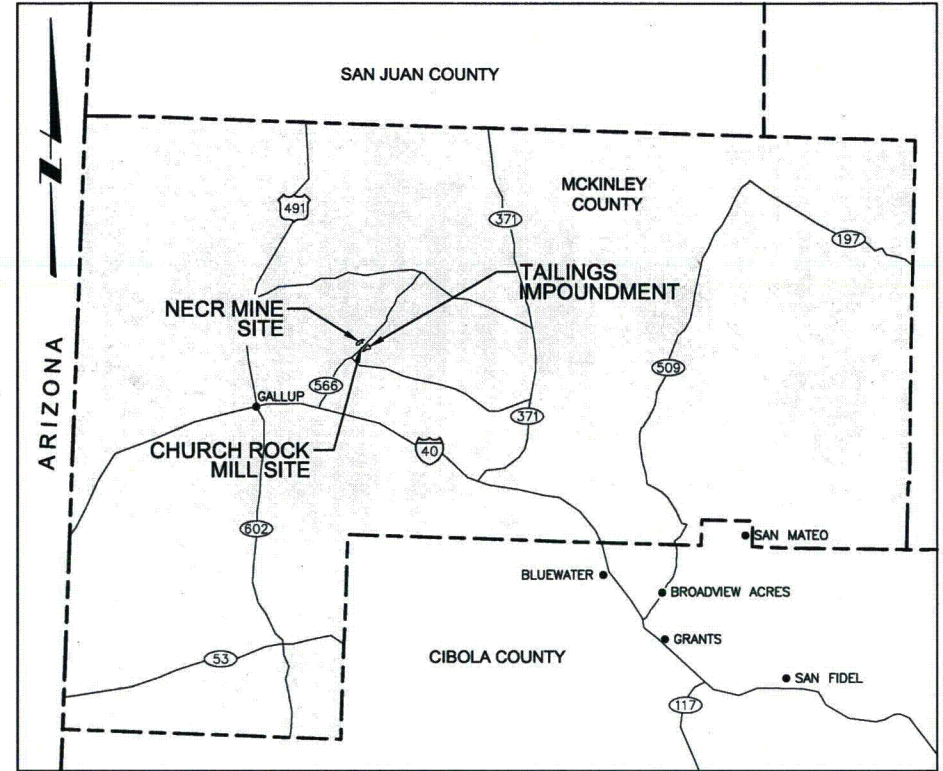 SAN JUAN COUNTY
MCKINLEY
COUNTY
491
371
197
TAILINGS
IMPOUNDMENT
NECR MINE
SITE
ARIZONA
509
566
GALLUP
371
CHURCH ROCK
MILL SITE
40
602
SAN MATEO
BLUEWATER
BROADVIEW ACRES
GRANTS
53
CIBOLA COUNTY
SAN FIDEL
117